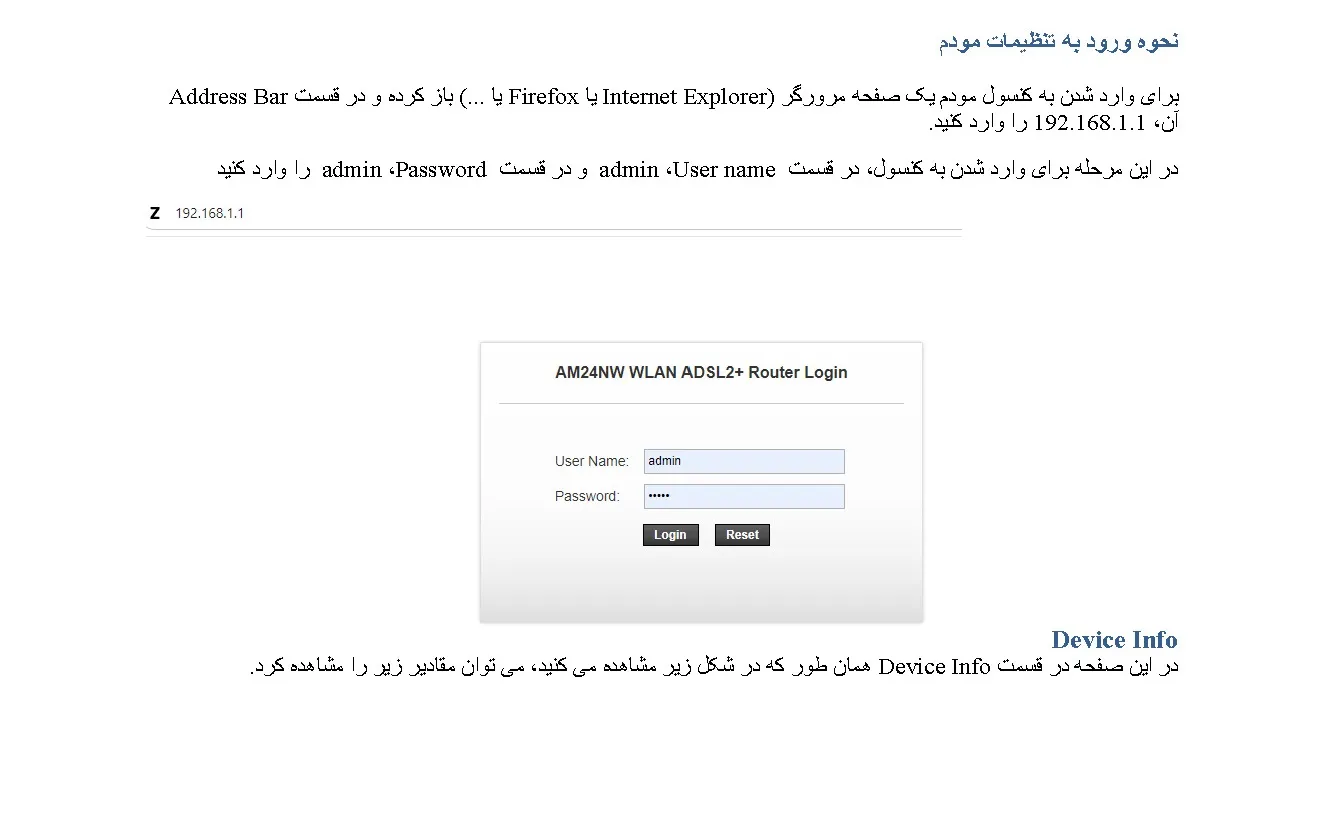 نحوه ورود به تنظیمات مودم
برای وارد شدن به کنسول مودم یک صفحه مرورگر (Internet Explorer یا Firefox یا ...) باز کرده و در قسمت Address Bar
آن، 192.168.1.1 را وارد کنید.
در این مرحله برای وارد شدن به کنسول، در قسمت User name، admin و در قسمت Password، admin را وارد کنید
Z 192.168.1.1
AM24NW WLAN ADSL2+ Router Login
User Name: admin
Password: •••••
Login Reset
Device Info
در این صفحه در قسمت Device Info همان طور که در شکل زیر مشاهده می کنید، می توان مقادیر زیر را مشاهده کرد.